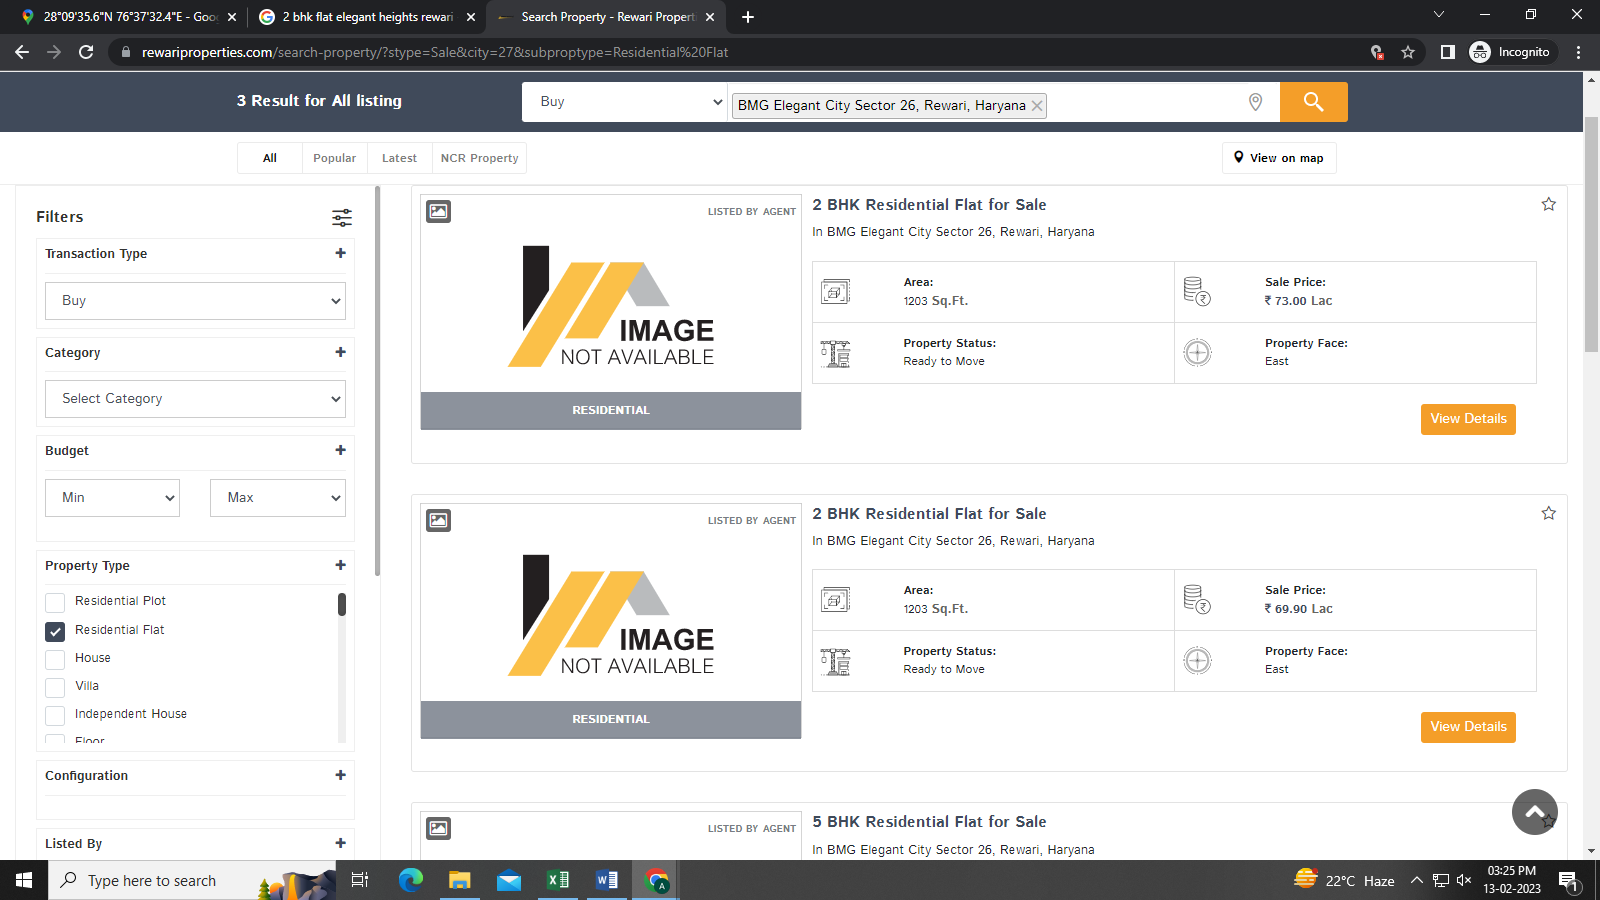 28°09'35.6"N 76°37'32.4"E - Goo
2 bhk flat elegant heights rewari
Search Property - Rewari Propert
rewariproperties.com/search-property/?stype=Sale&city=27&subproptype=Residential%20Flat
Incognito
3 Result for All listing
Buy
BMG Elegant City Sector 26, Rewari, Haryana
All
Popular
Latest
NCR Property
View on map
Filters
Transaction Type
Buy
Category
Select Category
Budget
Min
Max
Property Type
Residential Plot
Residential Flat
House
Villa
Independent House
Floor
Configuration
Listed By
LISTED BY AGENT
IMAGE
NOT AVAILABLE
RESIDENTIAL
2 BHK Residential Flat for Sale
In BMG Elegant City Sector 26, Rewari, Haryana
Area:
1203 Sq.Ft.
Sale Price:
₹ 73.00 Lac
Property Status:
Ready to Move
Property Face:
East
View Details
LISTED BY AGENT
IMAGE
NOT AVAILABLE
RESIDENTIAL
2 BHK Residential Flat for Sale
In BMG Elegant City Sector 26, Rewari, Haryana
Area:
1203 Sq.Ft.
Sale Price:
₹ 69.90 Lac
Property Status:
Ready to Move
Property Face:
East
View Details
LISTED BY AGENT
5 BHK Residential Flat for Sale
In BMG Elegant City Sector 26, Rewari, Haryana
Type here to search
A
22°C Haze
03:25 PM
13-02-2023
1